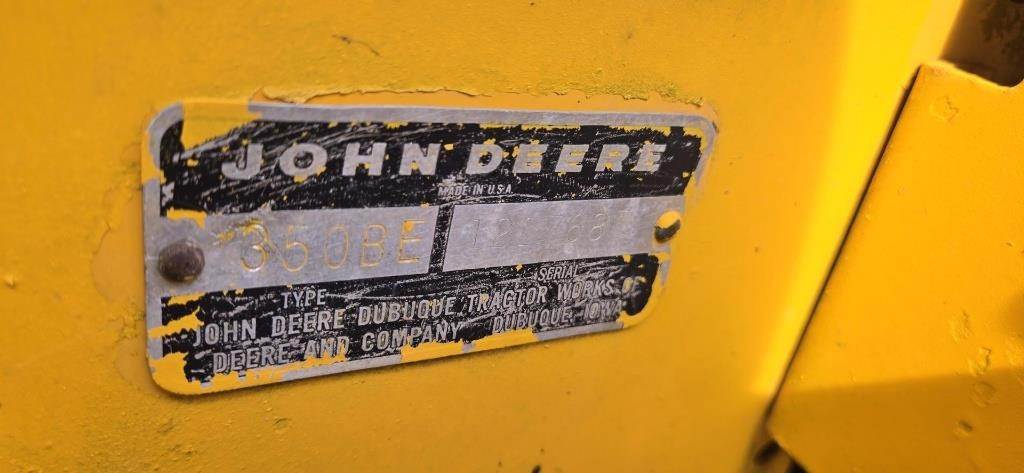 JOHN DEERE
MADE IN U.S.A.
350BE
TYPE SERIAL
JOHN DEERE DUBUQUE TRACTOR WORKS OF
DEERE AND COMPANY DUBUQUE, IOWA